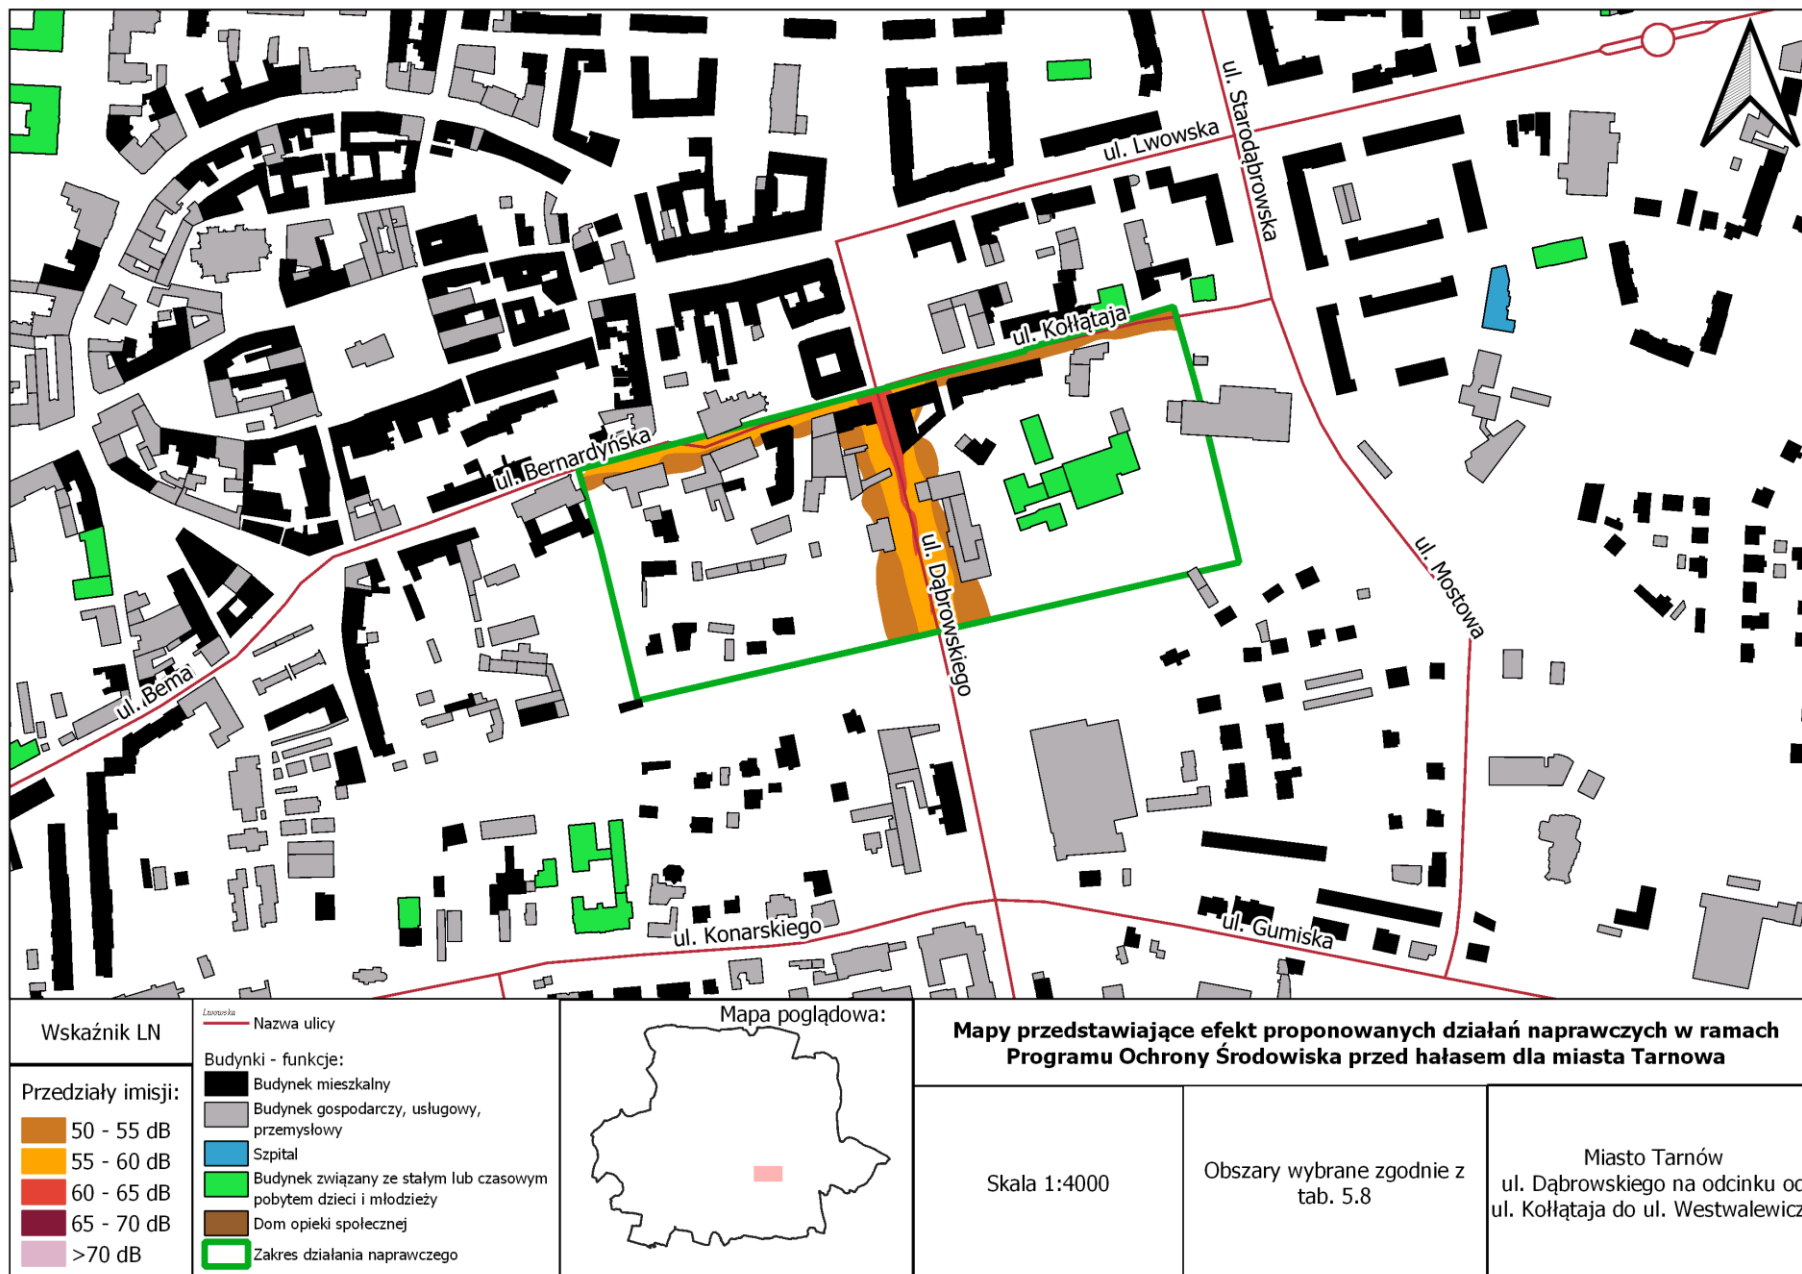 ul. Starodąbrowska
ul. Lwowska
ul. Kołłątaja
ul. Bernardyńska
ul. Dąbrowskiego
ul. Mostowa
ul. Bema
ul. Konarskiego
ul. Gumiska
Wskaźnik LN
Przedziały imisji:
50 - 55 dB
55 - 60 dB
60 - 65 dB
65 - 70 dB
>70 dB
Lwowska
Nazwa ulicy
Budynki - funkcje:
Budynek mieszkalny
Budynek gospodarczy, usługowy,
przemysłowy
Szpital
Budynek związany ze stałym lub czasowym
pobytem dzieci i młodzieży
Dom opieki społecznej
Zakres działania naprawczego
Mapa poglądowa:
Mapy przedstawiające efekt proponowanych działań naprawczych w ramach
Programu Ochrony Środowiska przed hałasem dla miasta Tarnowa
Skala 1:4000
Obszary wybrane zgodnie z
tab. 5.8
Miasto Tarnów
ul. Dąbrowskiego na odcinku oc
ul. Kołłątaja do ul. Westwalewicz